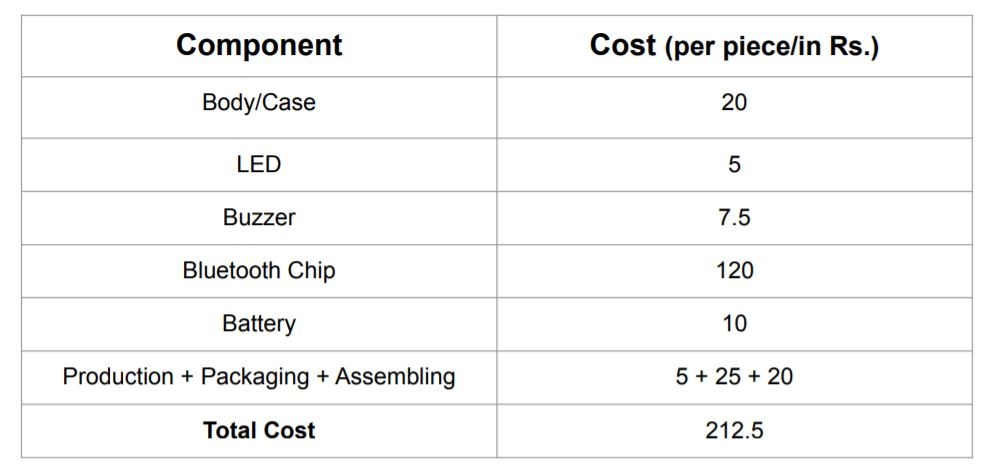 Component Cost (per piece/in Rs.)
Body/Case 20
LED 5
Buzzer 7.5
Bluetooth Chip 120
Battery 10
Production + Packaging + Assembling 5 + 25 + 20
Total Cost 212.5